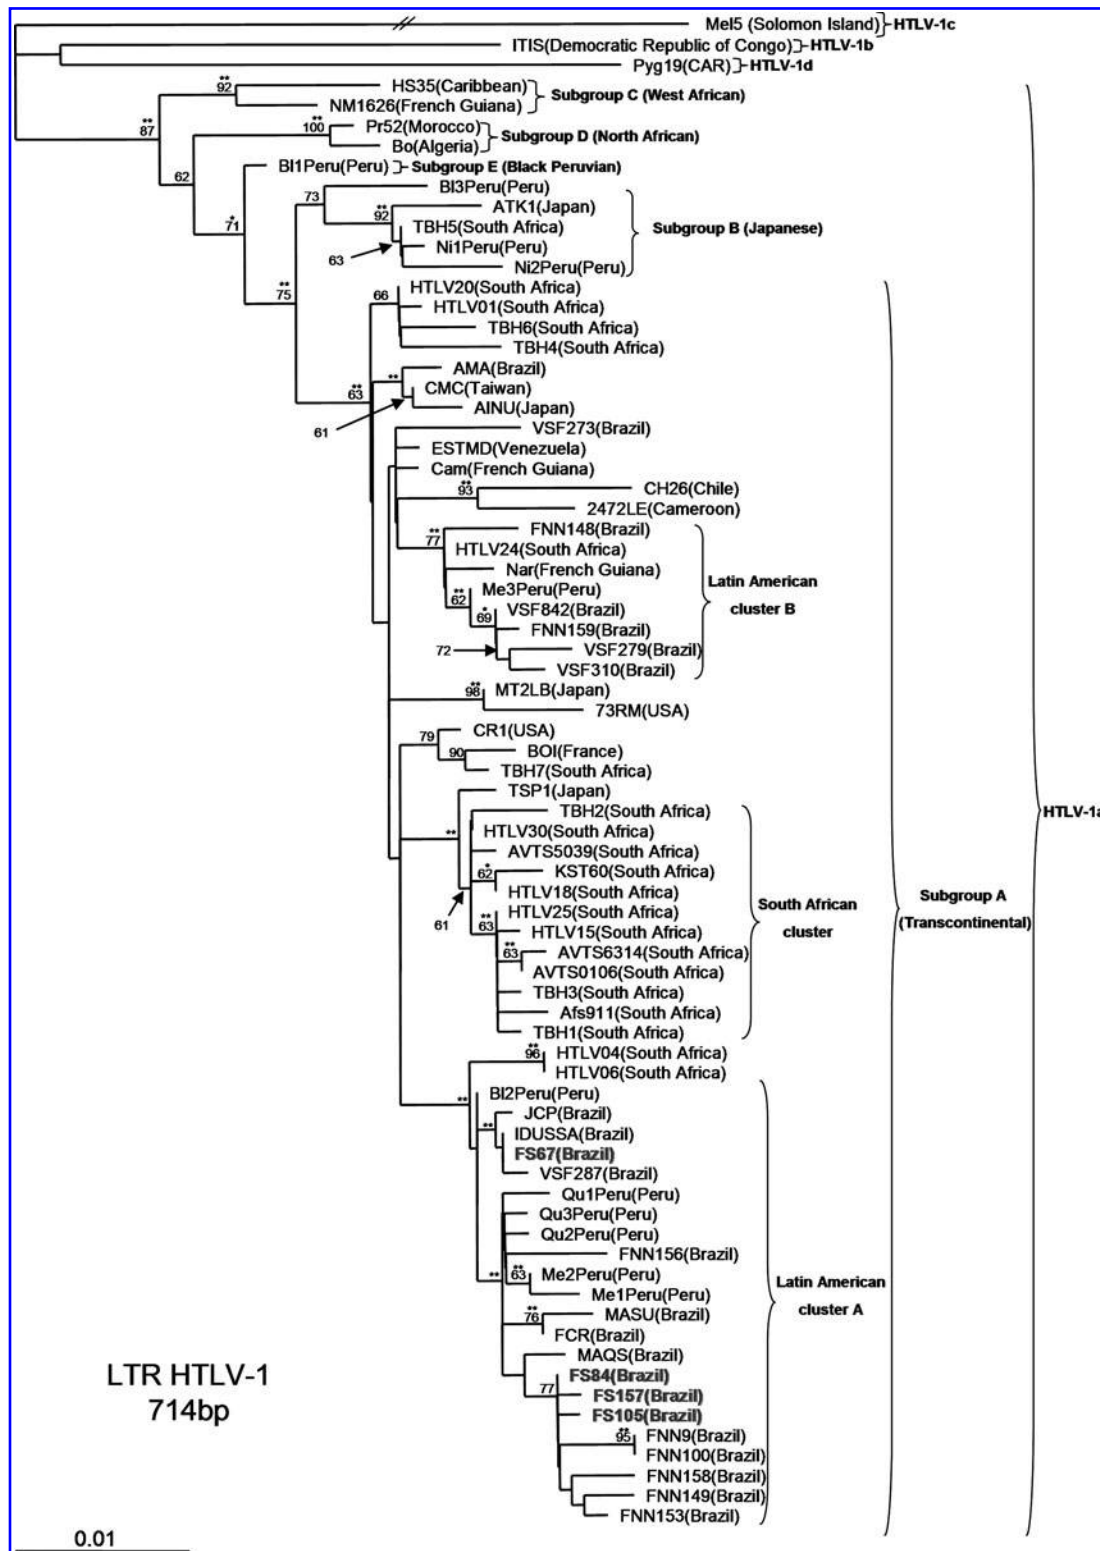 Mel5 (Solomon Island) HTLV-1c
ITIS(Democratic Republic of Congo) HTLV-1b
Pyg19(CAR) HTLV-1d
** 92 HS35(Caribbean)
Subgroup C (West African)
NM1626(French Guiana)
** 87
** 100 Pr52(Morocco)
Subgroup D (North African)
Bo(Algeria)
62 BI1Peru(Peru) Subgroup E (Black Peruvian)
73 BI3Peru(Peru)
** 92 ATK1(Japan)
* 71 TBH5(South Africa) Subgroup B (Japanese)
63 Ni1Peru(Peru)
Ni2Peru(Peru)
** 75 66 HTLV20(South Africa)
HTLV01(South Africa)
TBH6(South Africa)
TBH4(South Africa)
** AMA(Brazil)
** 63 CMC(Taiwan)
61 AINU(Japan)
VSF273(Brazil)
ESTMD(Venezuela)
Cam(French Guiana)
** 93 CH26(Chile)
2472LE(Cameroon)
** 77 FNN148(Brazil)
HTLV24(South Africa)
Nar(French Guiana)
Latin American
cluster B
** 62 Me3Peru(Peru)
* 69 VSF842(Brazil)
FNN159(Brazil)
72 VSF279(Brazil)
VSF310(Brazil)
** 98 MT2LB(Japan)
73RM(USA)
79 CR1(USA)
90 BOI(France)
TBH7(South Africa)
TSP1(Japan)
TBH2(South Africa)
HTLV-1a
** HTLV30(South Africa)
AVTS5039(South Africa)
* 62 KST60(South Africa)
HTLV18(South Africa)
61
Subgroup A
(Transcontinental)
South African
cluster
** 63 HTLV25(South Africa)
HTLV15(South Africa)
** 63 AVTS6314(South Africa)
AVTS0106(South Africa)
TBH3(South Africa)
Afs911(South Africa)
TBH1(South Africa)
** 96 HTLV04(South Africa)
HTLV06(South Africa)
** BI2Peru(Peru)
JCP(Brazil)
** IDUSSA(Brazil)
FS67(Brazil)
VSF287(Brazil)
Qu1Peru(Peru)
Qu3Peru(Peru)
Qu2Peru(Peru)
FNN156(Brazil)
** ** 63 Me2Peru(Peru)
Me1Peru(Peru)
Latin American
cluster A
** 76 MASU(Brazil)
FCR(Brazil)
MAQS(Brazil)
77 FS84(Brazil)
FS157(Brazil)
FS105(Brazil)
** 95 FNN9(Brazil)
FNN100(Brazil)
FNN158(Brazil)
FNN149(Brazil)
FNN153(Brazil)
LTR HTLV-1
714bp
0.01